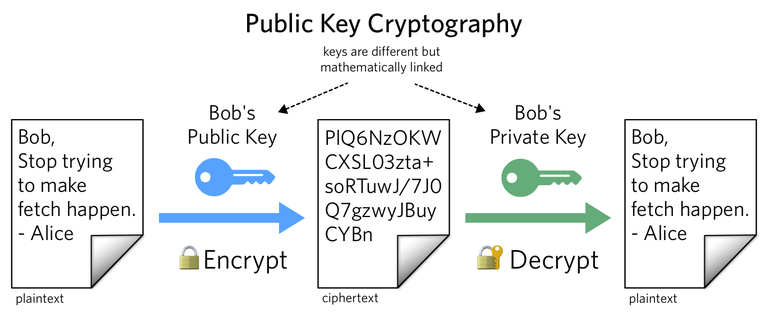 Public Key Cryptography
keys are different but
mathematically linked
Bob,
Stop trying
to make
fetch happen.
- Alice
plaintext
Bob's
Public Key
Encrypt
PIQ6NzOKW
CXSL03zta+
soRTuwJ/7J0
Q7gzwyJBuy
CYBn
ciphertext
Bob's
Private Key
Decrypt
Bob,
Stop trying
to make
fetch happen.
- Alice
plaintext